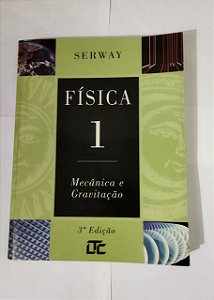 SERWAY
FÍSICA
1
Mecânica e
Gravitação
3ª Edição
LTC